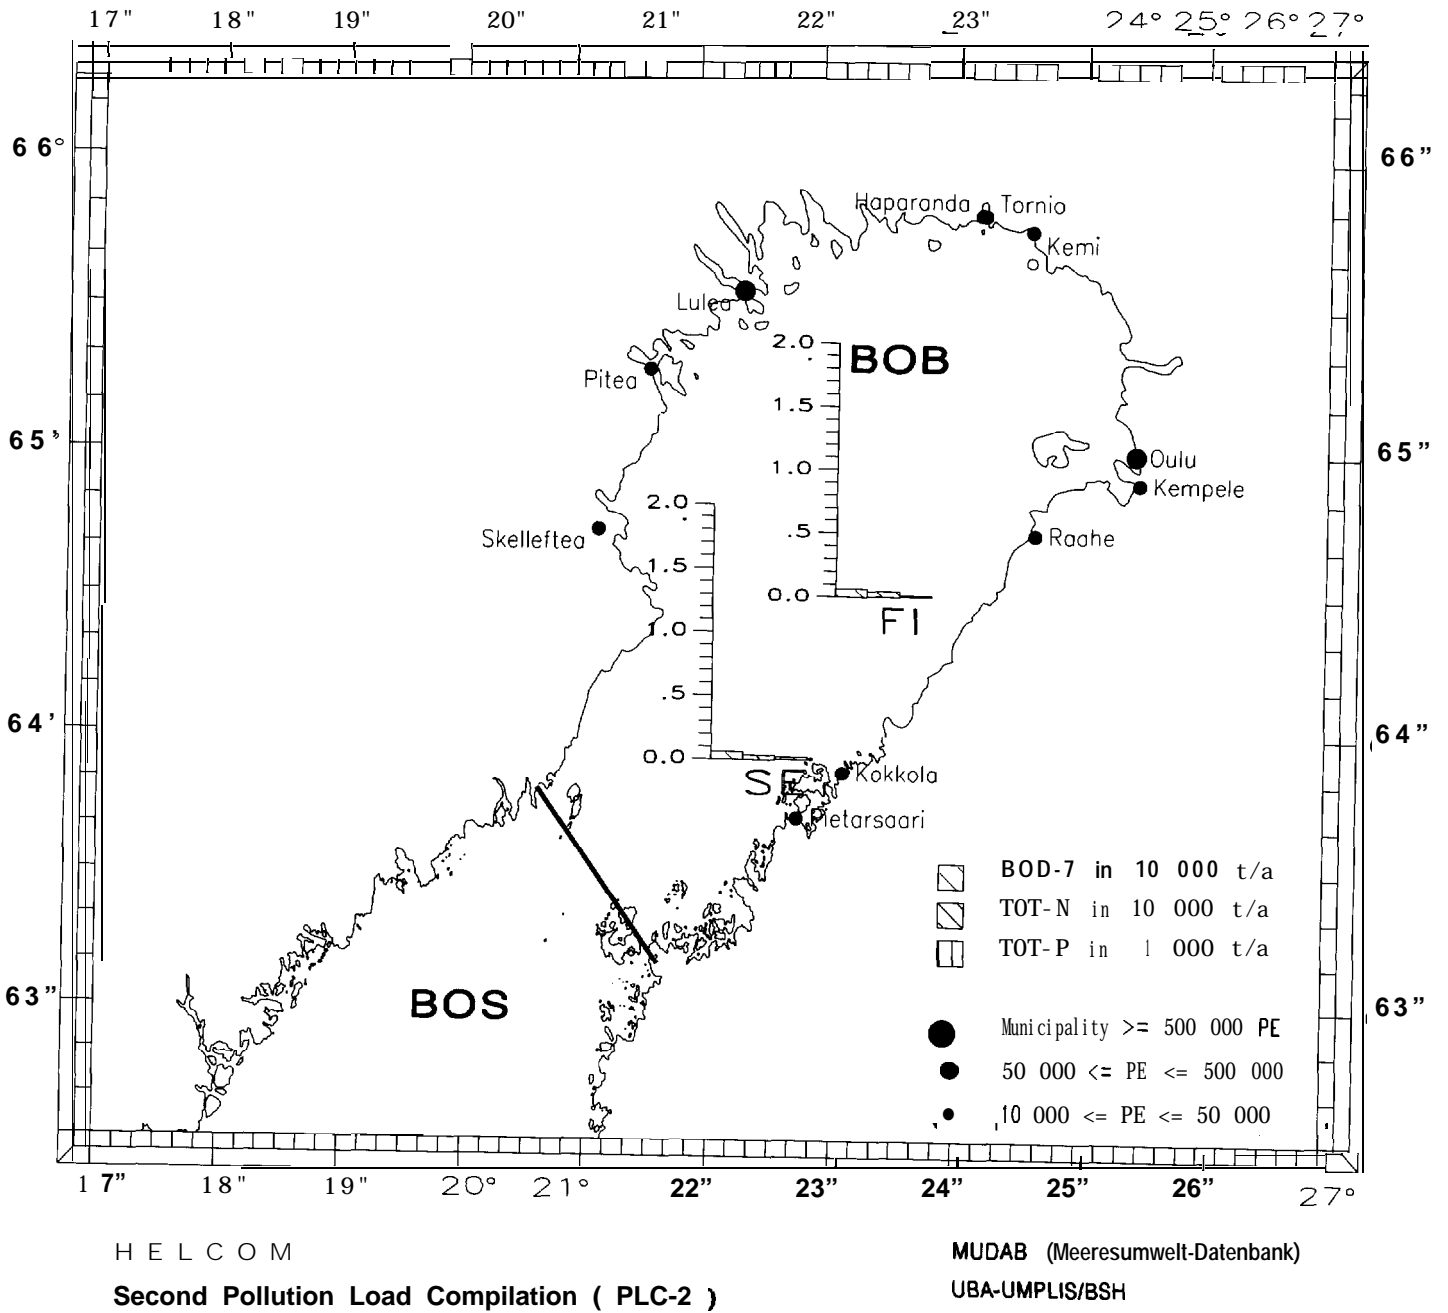 17" 18" 19" 20" 21" 22" 23" 24° 25° 26° 27°
66° 66"
Haparanda Tornio
Kemi
Lulea
2.0 BOB
Pitea
1.5
65' 65"
1.0 Oulu
Kempele
2.0
Skelleftea .5 Raahe
1.5
0.0
FI
1.0
.5
64' 64"
0.0
SE Kokkola
Pietarsaari
BOD-7 in 10 000 t/a
TOT-N in 10 000 t/a
TOT-P in 1 000 t/a
63" BOS 63"
Municipality >= 500 000 PE
50 000 <= PE <= 500 000
10 000 <= PE <= 50 000
17" 18" 19" 20° 21° 22" 23" 24" 25" 26" 27°
HELCOM MUDAB (Meeresumwelt-Datenbank)
Second Pollution Load Compilation ( PLC-2 ) UBA-UMPLIS/BSH